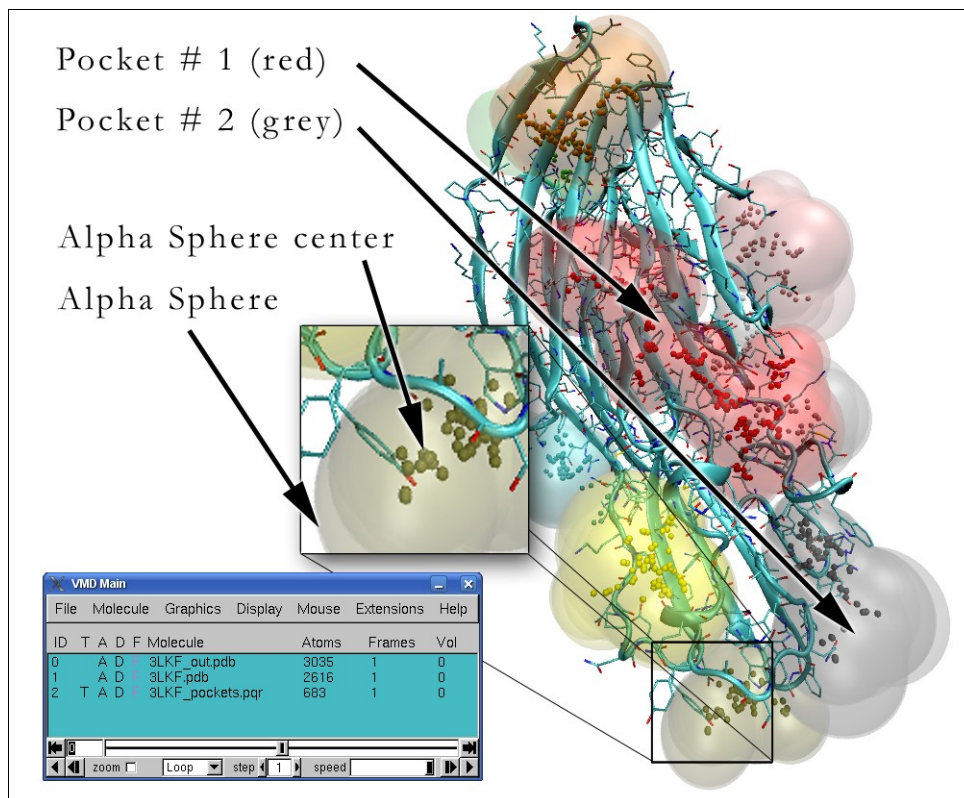 Pocket # 1 (red)
Pocket # 2 (grey)
Alpha Sphere center
Alpha Sphere
VMD Main
File Molecule Graphics Display Mouse Extensions Help
ID T A D F Molecule Atoms Frames Vol
0 A D F 3LKF_out.pdb 3035 1 0
1 A D F 3LKF.pdb 2616 1 0
2 T A D F 3LKF_pockets.pqr 683 1 0
0
zoom Loop step 1 speed